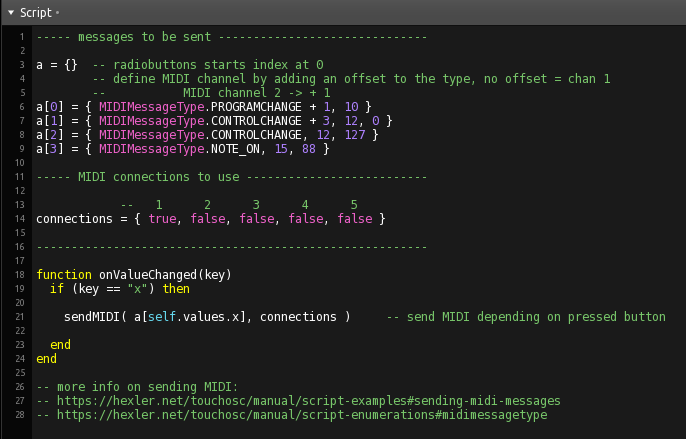 ▼ Script •
1 ----- messages to be sent ------------------------------
2
3 a = {}  -- radiobuttons starts index at 0
4         -- define MIDI channel by adding an offset to the type, no offset = chan 1
5         --           MIDI channel 2 -> + 1
6 a[0] = { MIDIMessageType.PROGRAMCHANGE + 1, 10 }
7 a[1] = { MIDIMessageType.CONTROLCHANGE + 3, 12, 0 }
8 a[2] = { MIDIMessageType.CONTROLCHANGE, 12, 127 }
9 a[3] = { MIDIMessageType.NOTE_ON, 15, 88 }
10
11 ----- MIDI connections to use --------------------------
12
13             --   1      2      3      4      5
14 connections = { true, false, false, false, false }
15
16 --------------------------------------------------------
17
18 function onValueChanged(key)
19   if (key == "x") then
20
21     sendMIDI( a[self.values.x], connections )     -- send MIDI depending on pressed button
22
23   end
24 end
25
26 -- more info on sending MIDI:
27 -- https://hexler.net/touchosc/manual/script-examples#sending-midi-messages
28 -- https://hexler.net/touchosc/manual/script-enumerations#midimessagetype